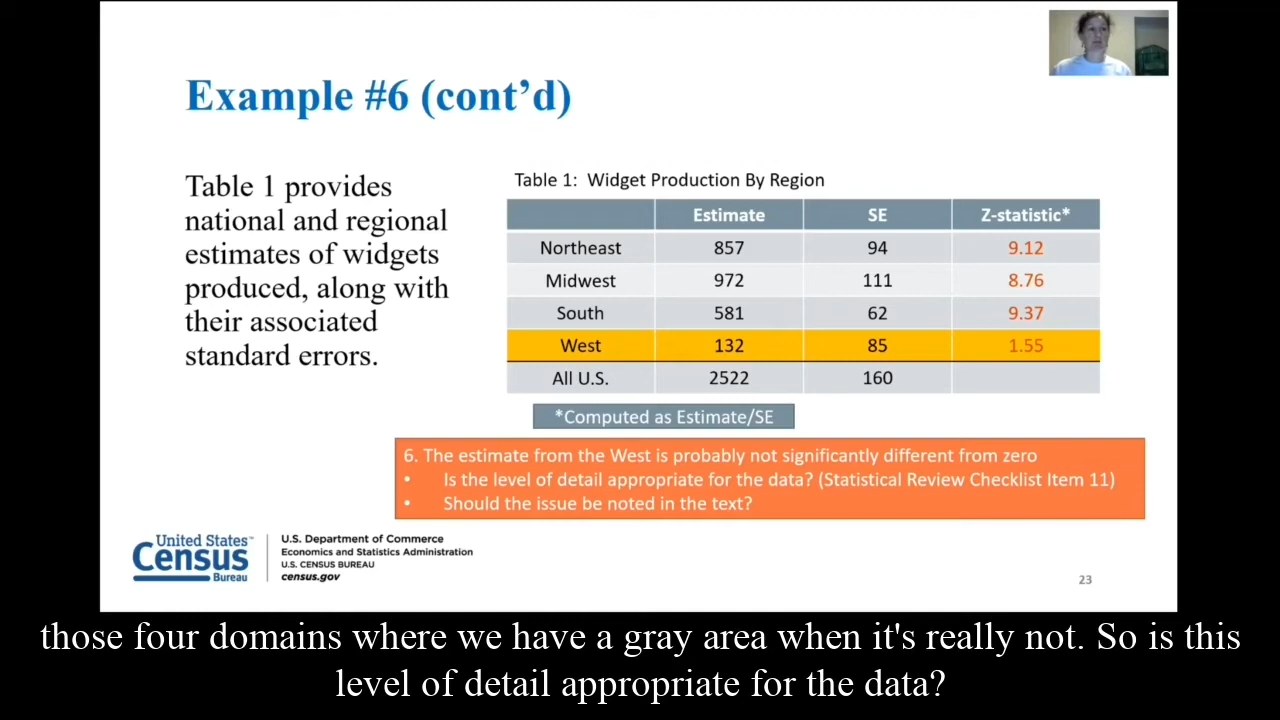 Example #6 (cont’d)
Table 1 provides
national and regional
estimates of widgets
produced, along with
their associated
standard errors.
Table 1:  Widget Production By Region
Estimate SE Z-statistic*
Northeast 857 94 9.12
Midwest 972 111 8.76
South 581 62 9.37
West 132 85 1.55
All U.S. 2522 160
*Computed as Estimate/SE
6. The estimate from the West is probably not significantly different from zero
• Is the level of detail appropriate for the data? (Statistical Review Checklist Item 11)
• Should the issue be noted in the text?
United States™
Census
Bureau
U.S. Department of Commerce
Economics and Statistics Administration
U.S. CENSUS BUREAU
census.gov
23
those four domains where we have a gray area when it's really not. So is this
level of detail appropriate for the data?